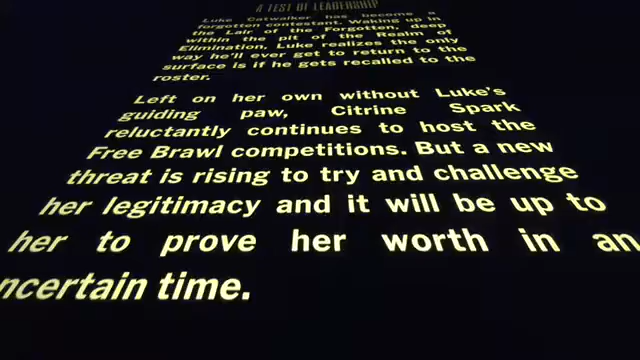 A TEST OF LEADERSHIP
Luke Catwalker has become a
forgotten contestant. Waking up in
the Lair of the Forgotten, deep
within the pit of the Realm of
Elimination, Luke realizes the only
way he'll ever get to return to the
surface is if he gets recalled to the
roster.
Left on her own without Luke's
guiding paw, Citrine Spark
reluctantly continues to host the
Free Brawl competitions. But a new
threat is rising to try and challenge
her legitimacy and it will be up to
her to prove her worth in an
ncertain time.